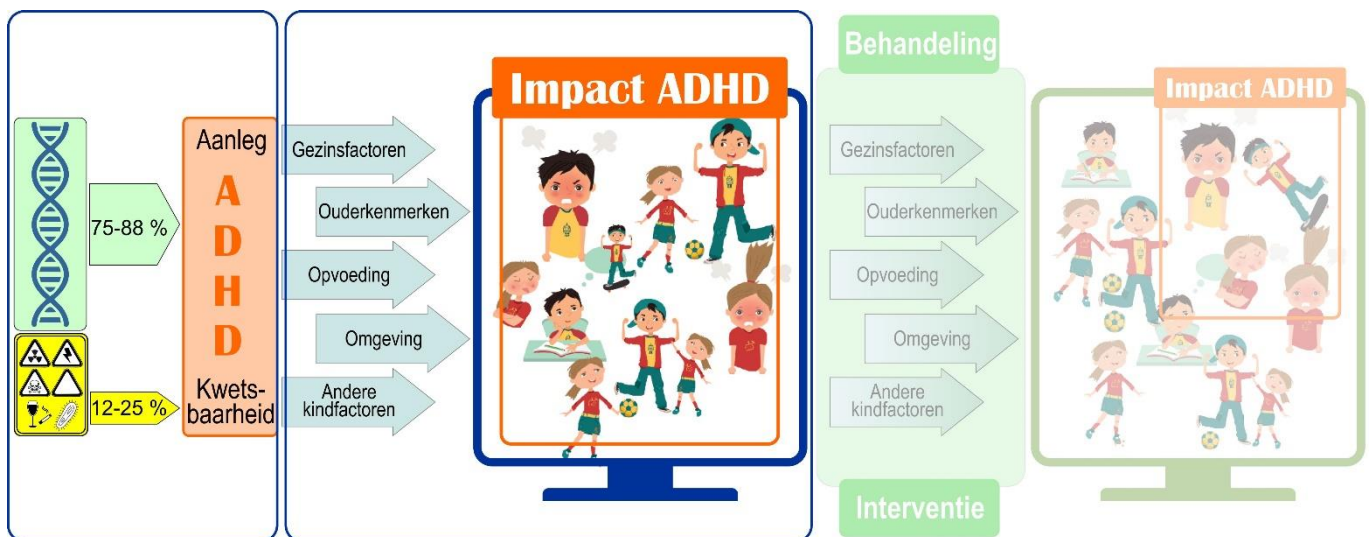 75-88 %
12-25 %
Aanleg
A
D
H
D
Kwets-
baarheid
Gezinsfactoren
Ouderkenmerken
Opvoeding
Omgeving
Andere
kindfactoren
Impact ADHD
Behandeling
Gezinsfactoren
Ouderkenmerken
Opvoeding
Omgeving
Andere
kindfactoren
Interventie
Impact ADHD